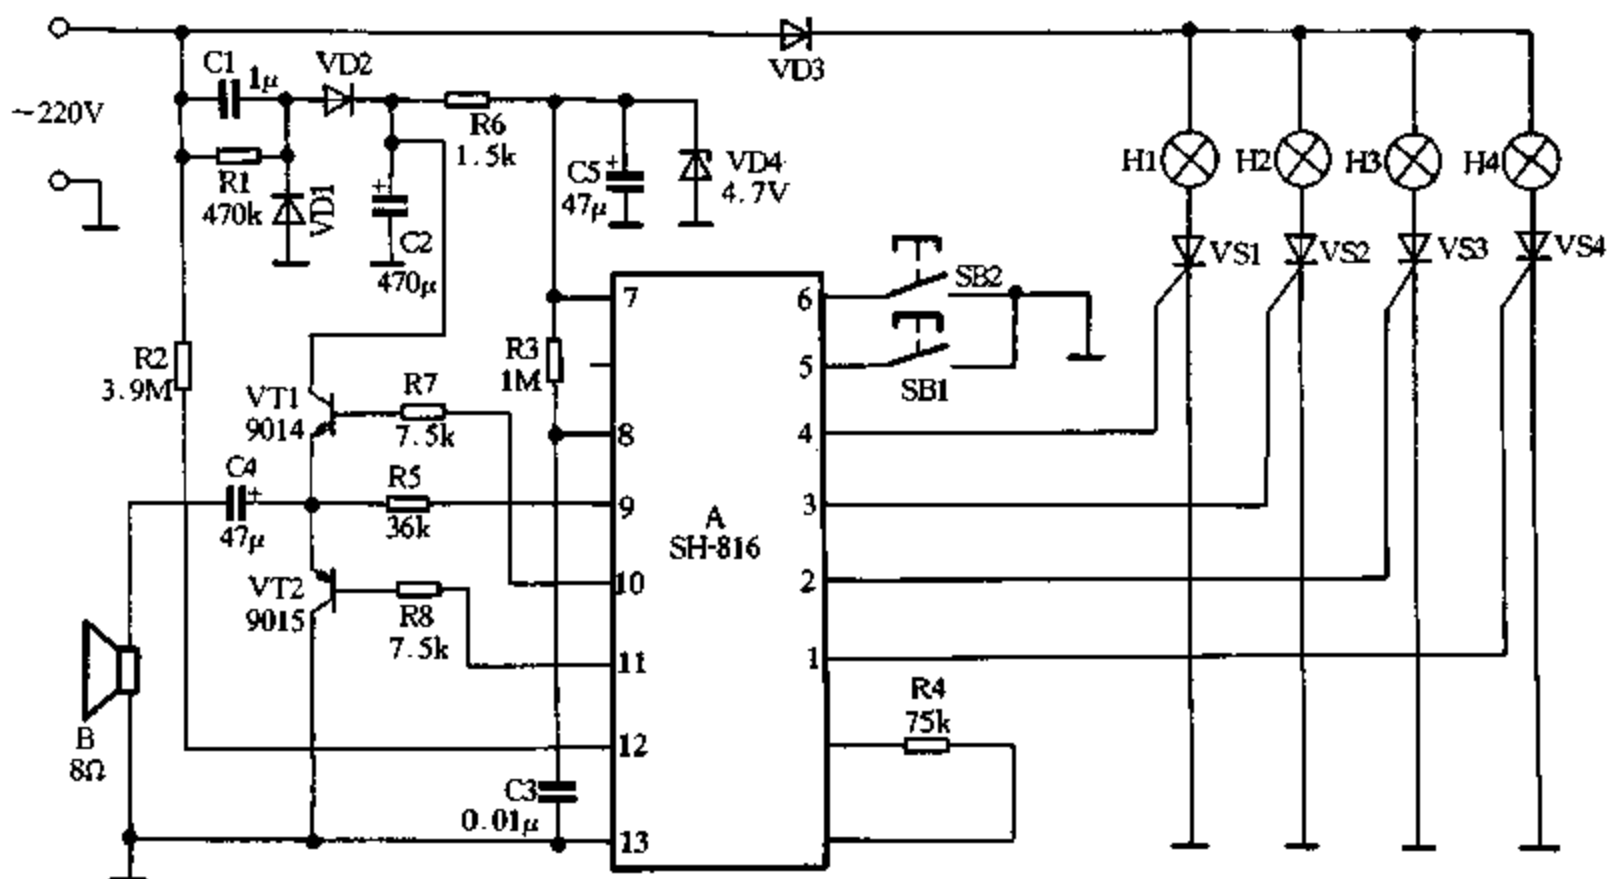 ~220V
C1
1μ
VD2
R6
1.5k
VD3
R1
470k
VD1
C2
470μ
C5
47μ
VD4
4.7V
H1
H2
H3
H4
VS1
VS2
VS3
VS4
SB2
SB1
R2
3.9M
R3
1M
VT1
9014
R7
7.5k
C4
47μ
R5
36k
VT2
9015
R8
7.5k
B
8Ω
C3
0.01μ
A
SH-816
7
8
9
10
11
12
13
6
5
4
3
2
1
R4
75k
+
+
+